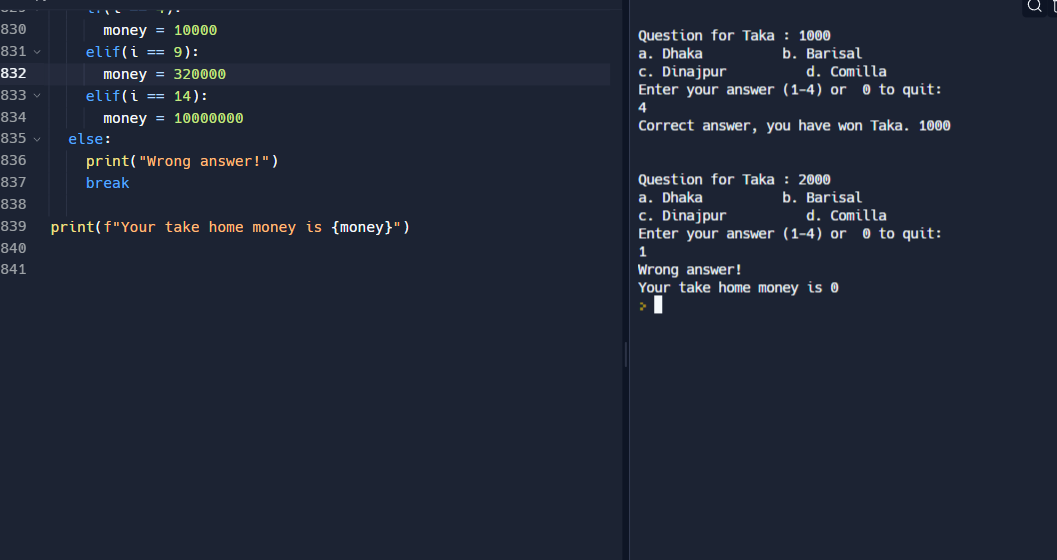 830 money = 10000
831 elif(i == 9):
832 money = 320000
833 elif(i == 14):
834 money = 10000000
835 else:
836 print("Wrong answer!")
837 break
838
839 print(f"Your take home money is {money}")
840
841
Question for Taka : 1000
a. Dhaka b. Barisal
c. Dinajpur d. Comilla
Enter your answer (1-4) or 0 to quit:
4
Correct answer, you have won Taka. 1000
Question for Taka : 2000
a. Dhaka b. Barisal
c. Dinajpur d. Comilla
Enter your answer (1-4) or 0 to quit:
1
Wrong answer!
Your take home money is 0
>